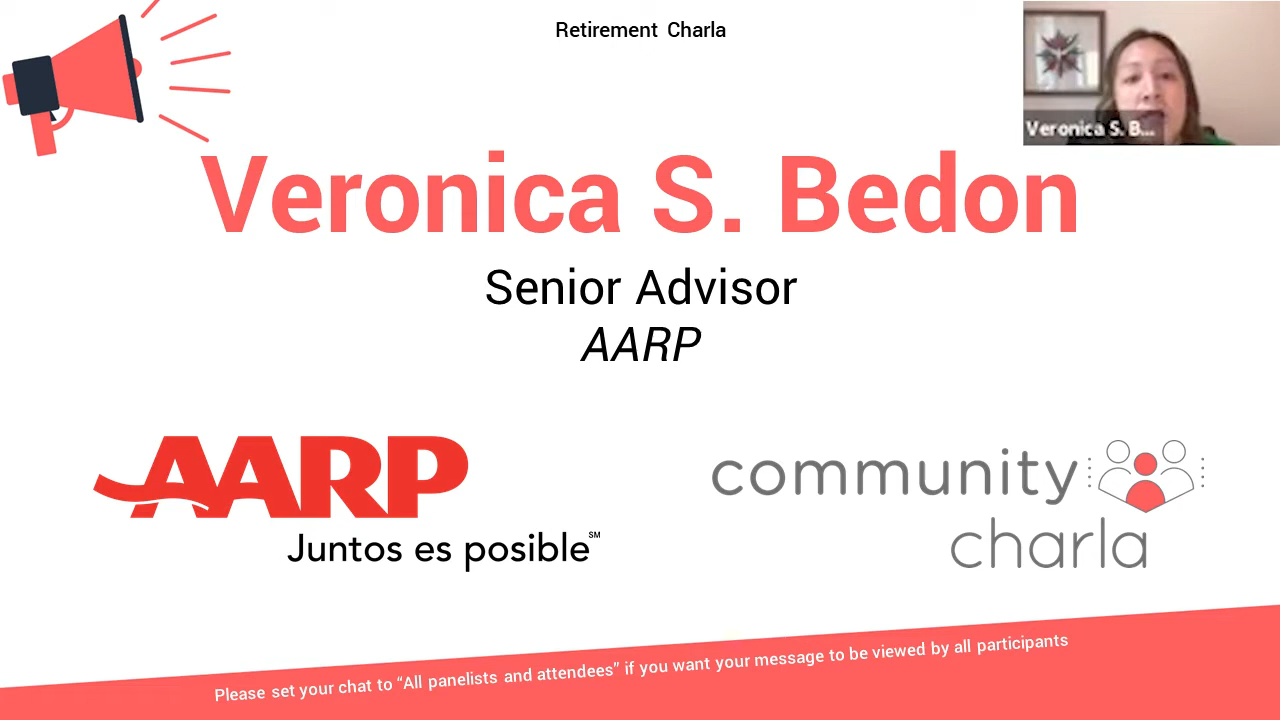 Retirement Charla
Veronica S. B...
Veronica S. Bedon
Senior Advisor
AARP
AARP
Juntos es posible℠
community
charla
Please set your chat to “All panelists and attendees” if you want your message to be viewed by all participants